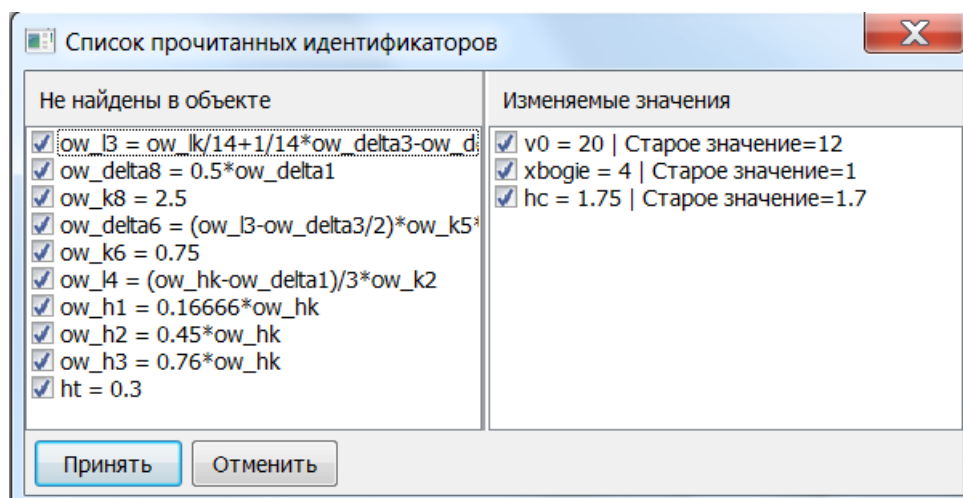 Список прочитанных идентификаторов
Не найдены в объекте
ow_l3 = ow_lk/14+1/14*ow_delta3-ow_d
ow_delta8 = 0.5*ow_delta1
ow_k8 = 2.5
ow_delta6 = (ow_l3-ow_delta3/2)*ow_k5*
ow_k6 = 0.75
ow_l4 = (ow_hk-ow_delta1)/3*ow_k2
ow_h1 = 0.16666*ow_hk
ow_h2 = 0.45*ow_hk
ow_h3 = 0.76*ow_hk
ht = 0.3
Изменяемые значения
v0 = 20 | Старое значение=12
xbogie = 4 | Старое значение=1
hc = 1.75 | Старое значение=1.7
Принять
Отменить